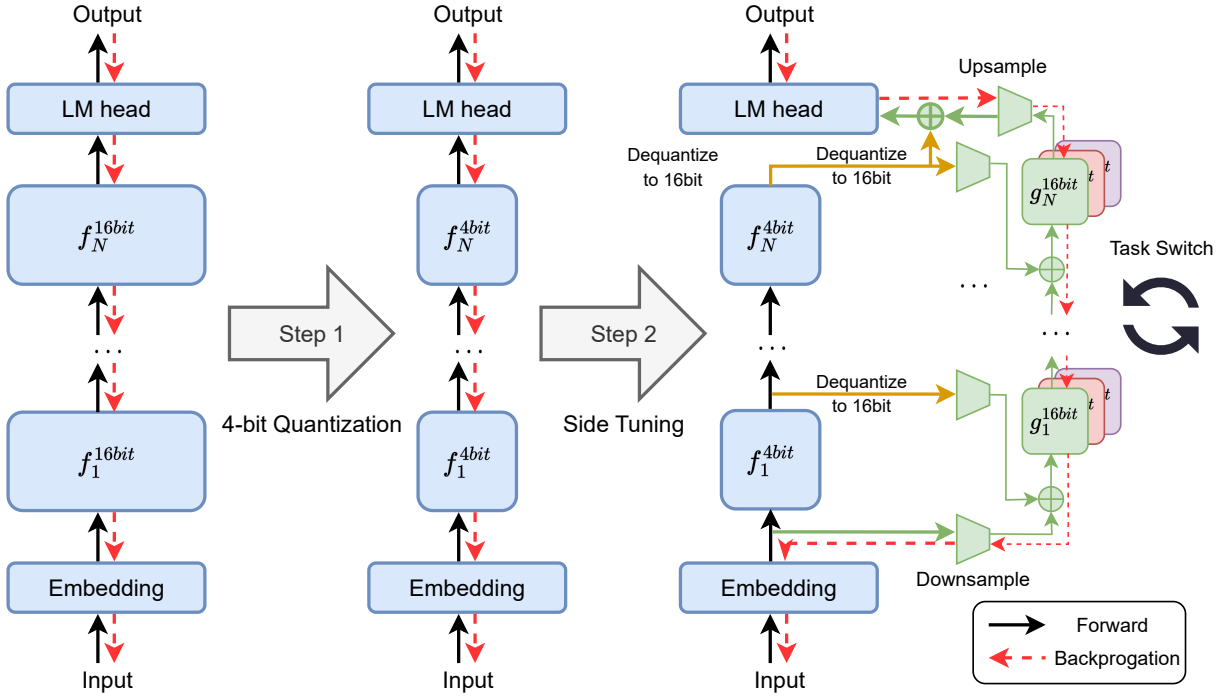 Output
LM head
f_N^{16bit}
...
f_1^{16bit}
Embedding
Input
Step 1
4-bit Quantization
Output
LM head
f_N^{4bit}
...
f_1^{4bit}
Embedding
Input
Step 2
Side Tuning
Output
LM head
Upsample
Dequantize
to 16bit
Dequantize
to 16bit
f_N^{4bit}
g_N^{16bit}
t
t
...
...
...
Task Switch
Dequantize
to 16bit
f_1^{4bit}
g_1^{16bit}
t
t
Downsample
Embedding
Input
Forward
Backprogation